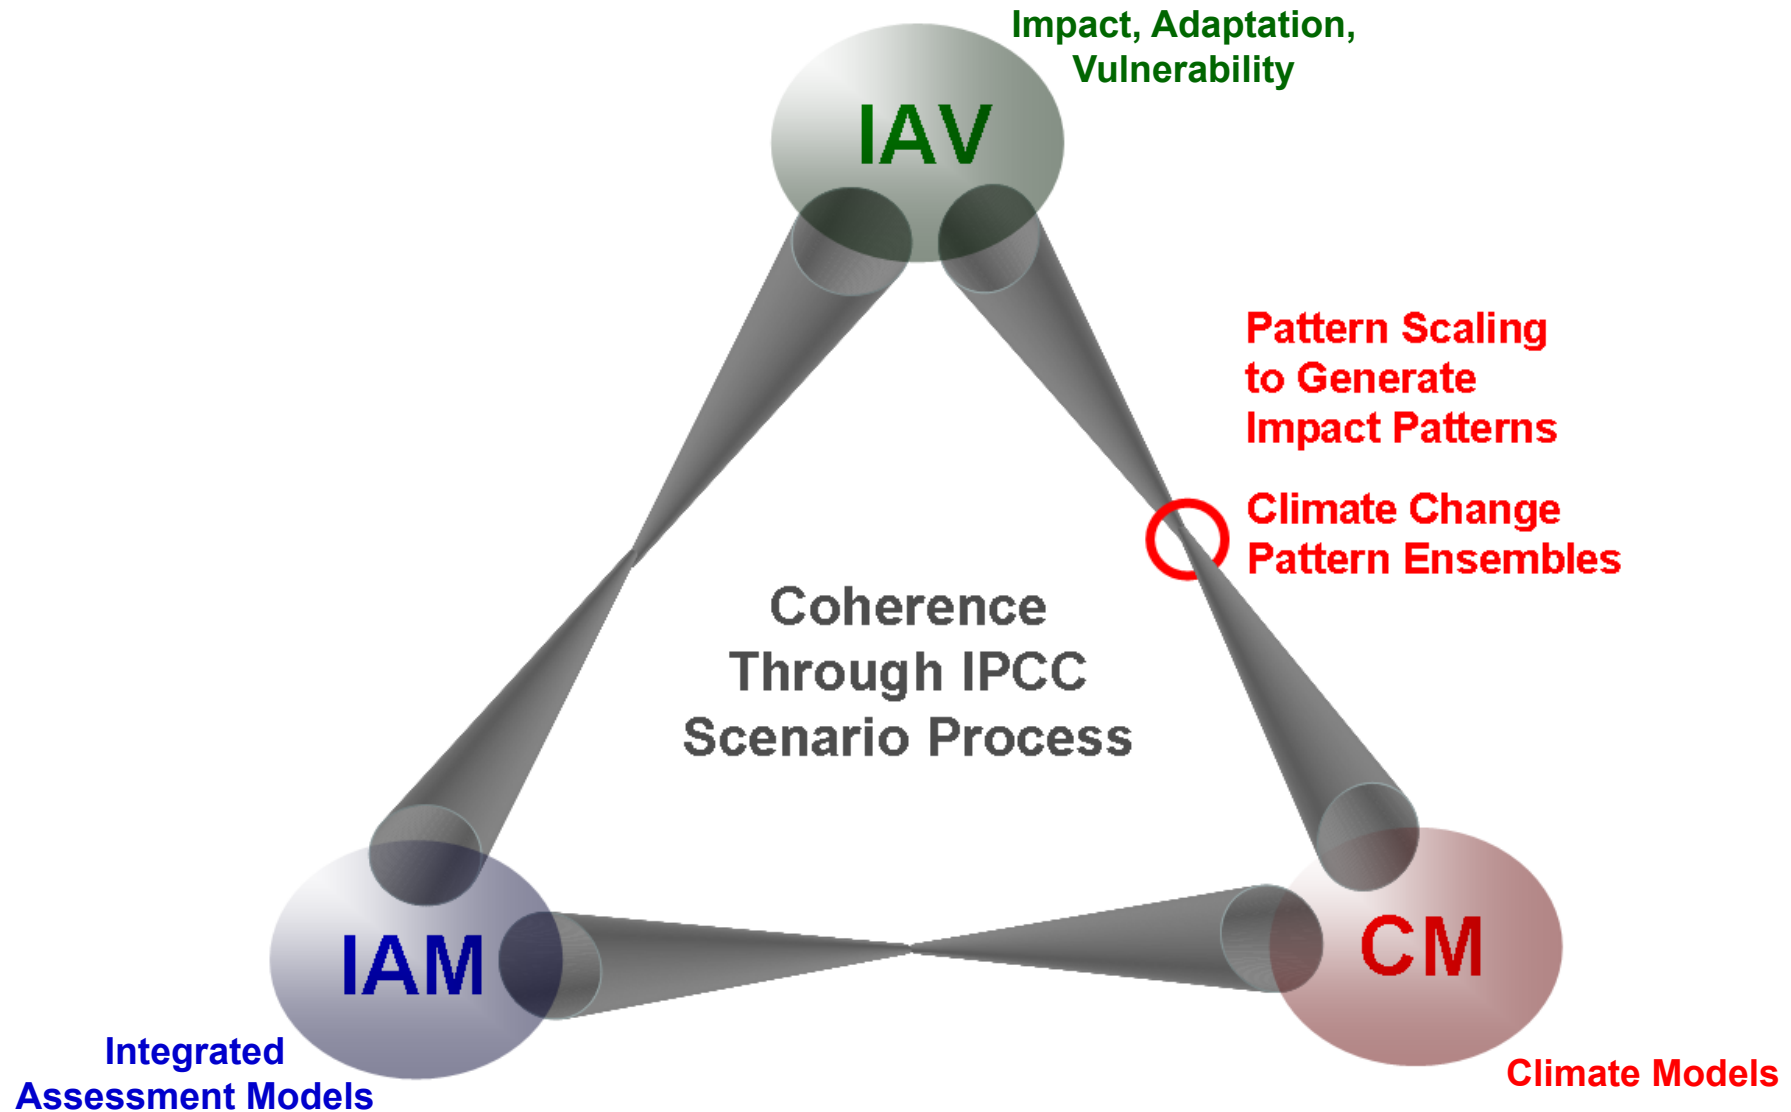 Impact, Adaptation,
Vulnerability
IAV
Pattern Scaling
to Generate
Impact Patterns
Climate Change
Pattern Ensembles
Coherence
Through IPCC
Scenario Process
IAM
CM
Integrated
Assessment Models
Climate Models